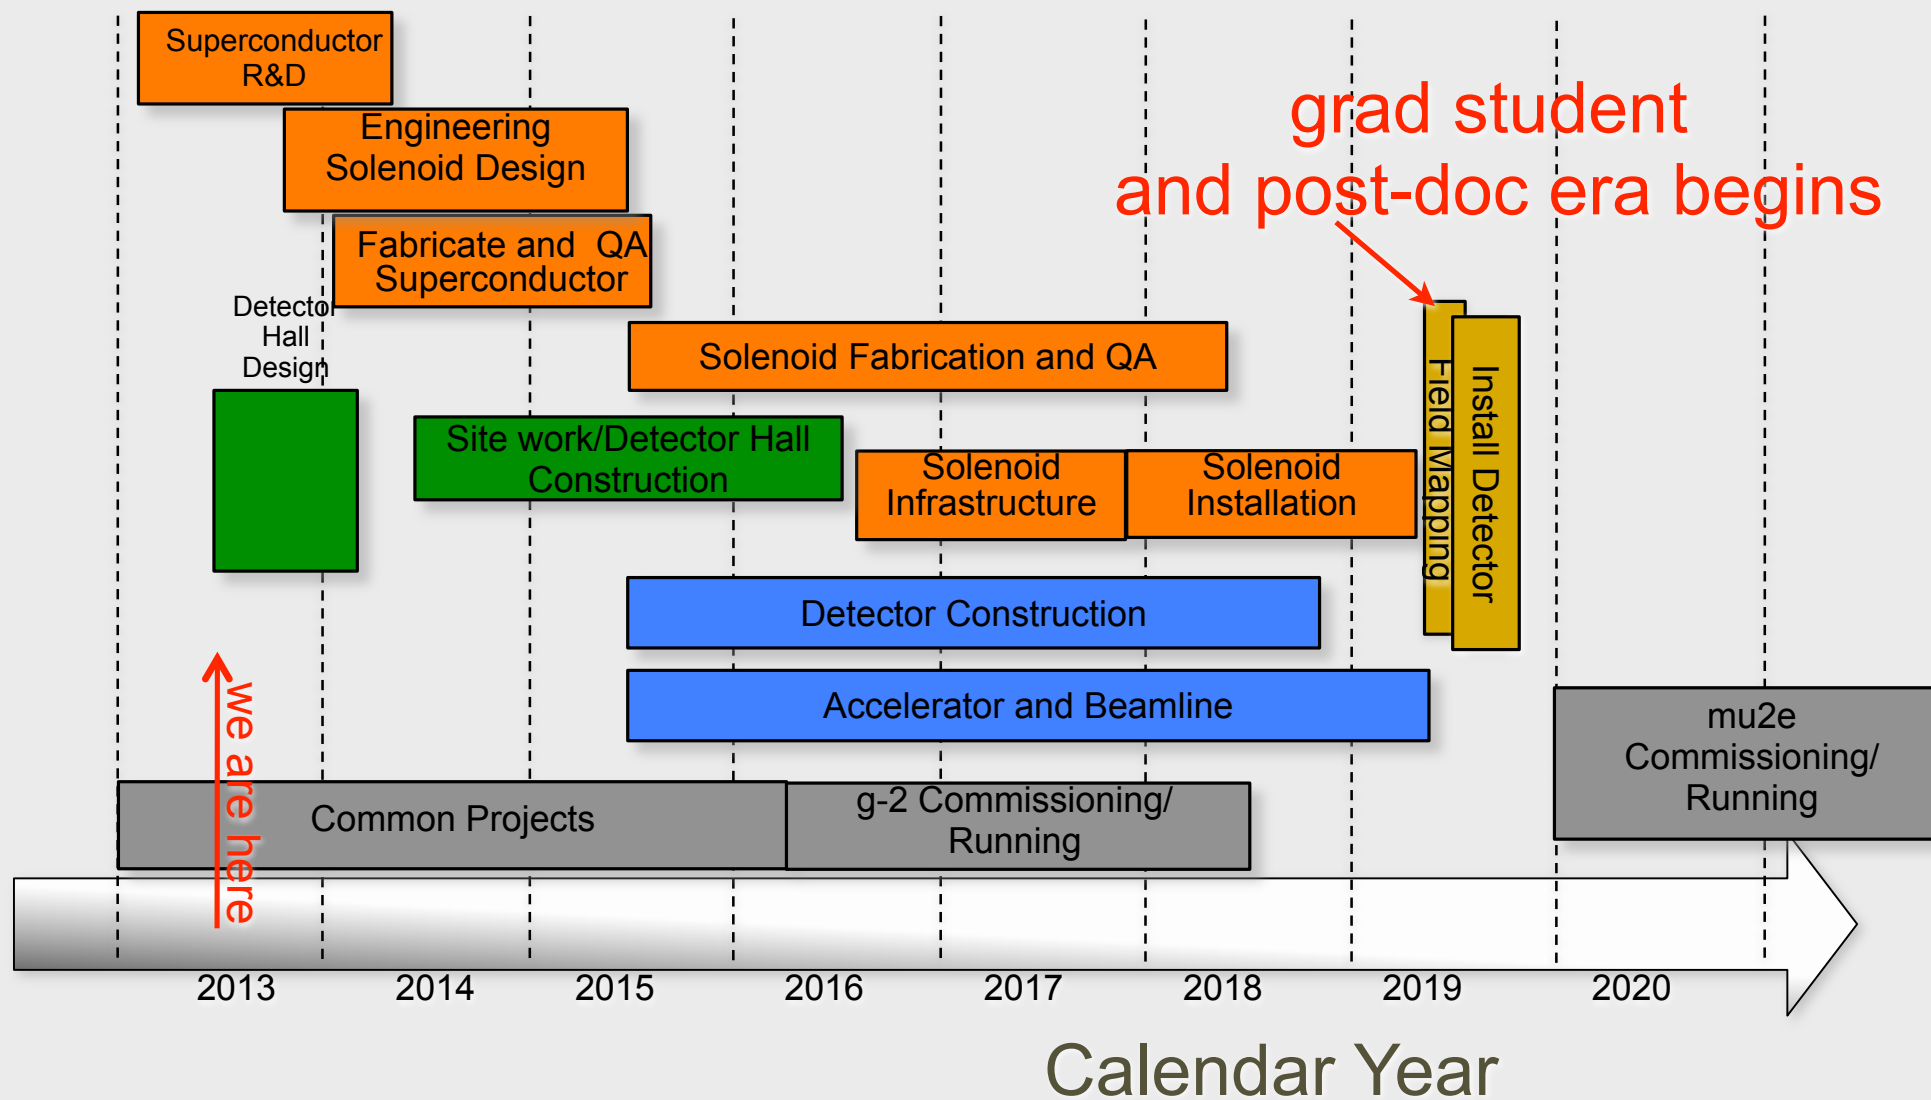 Superconductor
R&D
Engineering
Solenoid Design
grad student
and post-doc era begins
Fabricate and QA
Superconductor
Detector
Hall
Design
Solenoid Fabrication and QA
Field Mapping
Install Detector
Site work/Detector Hall
Construction
Solenoid
Infrastructure
Solenoid
Installation
Detector Construction
we are here
Accelerator and Beamline
mu2e
Commissioning/
Running
Common Projects
g-2 Commissioning/
Running
2013 2014 2015 2016 2017 2018 2019 2020
Calendar Year